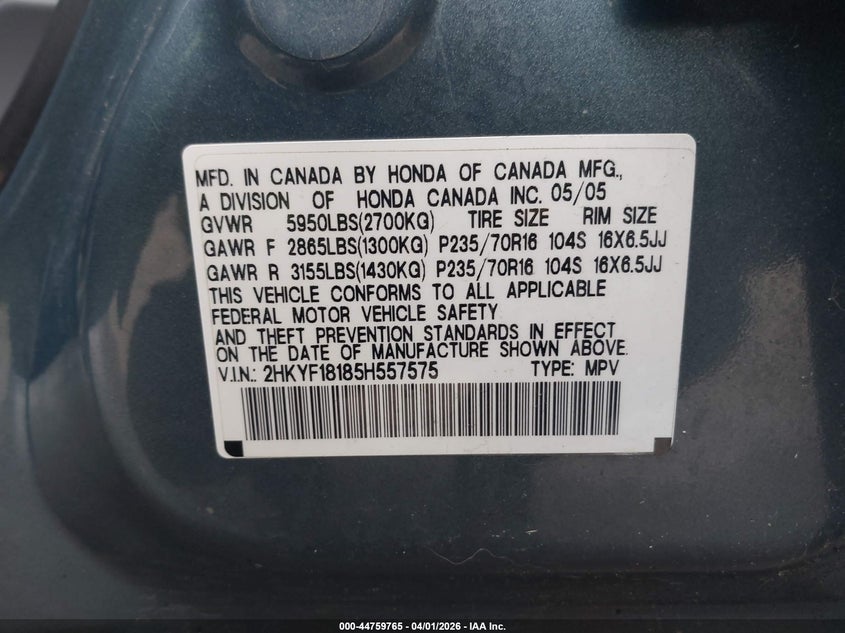 MFD. IN CANADA BY HONDA OF CANADA MFG.,
A DIVISION OF HONDA CANADA INC. 05/05
GVWR 5950LBS(2700KG) TIRE SIZE RIM SIZE
GAWR F 2865LBS(1300KG) P235/70R16 104S 16X6.5JJ
GAWR R 3155LBS(1430KG) P235/70R16 104S 16X6.5JJ
THIS VEHICLE CONFORMS TO ALL APPLICABLE
FEDERAL MOTOR VEHICLE SAFETY
AND THEFT PREVENTION STANDARDS IN EFFECT
ON THE DATE OF MANUFACTURE SHOWN ABOVE.
V.I.N.: 2HKYF18185H557575 TYPE: MPV
000-44759765 - 04/01/2026 - IAA Inc.